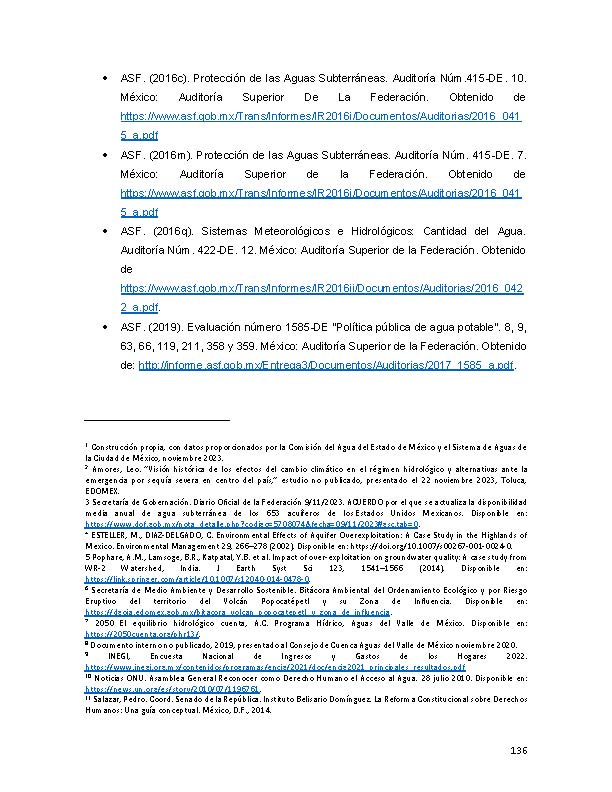 • ASF. (2016c). Protección de las Aguas Subterráneas. Auditoría Núm.415-DE. 10.
México: Auditoría Superior De La Federación. Obtenido de
https://www.asf.gob.mx/Trans/Informes/IR2016i/Documentos/Auditorias/2016_041
5_a.pdf
• ASF. (2016m). Protección de las Aguas Subterráneas. Auditoría Núm. 415-DE. 7.
México: Auditoría Superior de la Federación. Obtenido de
https://www.asf.gob.mx/Trans/Informes/IR2016i/Documentos/Auditorias/2016_041
5_a.pdf
• ASF. (2016q). Sistemas Meteorológicos e Hidrológicos: Cantidad del Agua.
Auditoría Núm. 422-DE. 12. México: Auditoría Superior de la Federación. Obtenido
de
https://www.asf.gob.mx/Trans/Informes/IR2016ii/Documentos/Auditorias/2016_042
2_a.pdf.
• ASF. (2019). Evaluación número 1585-DE "Política pública de agua potable". 8, 9,
63, 66, 119, 211, 358 y 359. México: Auditoría Superior de la Federación. Obtenido
de: http://informe.asf.gob.mx/Entrega3/Documentos/Auditorias/2017_1585_a.pdf.
1 Construcción propia, con datos proporcionados por la Comisión del Agua del Estado de México y el Sistema de Aguas de
la Ciudad de México, noviembre 2023.
2 Amores, Leo. "Visión histórica de los efectos del cambio climático en el régimen hidrológico y alternativas ante la
emergencia por sequía severa en centro del país," estudio no publicado, presentado el 22 noviembre 2023, Toluca,
EDOMEX.
3 Secretaría de Gobernación. Diario Oficial de la Federación 9/11/2023. ACUERDO por el que se actualiza la disponibilidad
media anual de agua subterránea de los 653 acuíferos de los Estados Unidos Mexicanos. Disponible en:
https://www.dof.gob.mx/nota_detalle.php?codigo=5708074&fecha=09/11/2023#gsc.tab=0.
4 ESTELLER, M., DIAZ-DELGADO, C. Environmental Effects of Aquifer Overexploitation: A Case Study in the Highlands of
Mexico. Environmental Management 29, 266–278 (2002). Disponible en: https://doi.org/10.1007/s00267-001-0024-0.
5 Pophare, A.M., Lamsoge, B.R., Katpatal, Y.B. et al. Impact of over-exploitation on groundwater quality: A case study from
WR-2 Watershed, India. J Earth Syst Sci 123, 1541–1566 (2014). Disponible en:
https://link.springer.com/article/10.1007/s12040-014-0478-0.
6 Secretaría de Medio Ambiente y Desarrollo Sostenible. Bitácora Ambiental del Ordenamiento Ecológico y por Riesgo
Eruptivo del territorio del Volcán Popocatépetl y su Zona de Influencia. Disponible en:
https://dgoia.edomex.gob.mx/bitacora_volcan_popocatepetl_y_zona_de_influencia.
7 2050. El equilibrio hidrológico cuenta, A.C. Programa Hídrico, Aguas del Valle de México. Disponible en:
https://2050cuenta.org/phr13/.
8 Documento interno no publicado, 2019, presentado al Consejo de Cuenca Aguas del Valle de México noviembre 2020.
9 INEGI, Encuesta Nacional de Ingresos y Gastos de los Hogares 2022.
https://www.inegi.org.mx/contenidos/programas/encig/2021/doc/encig2021_principales_resultados.pdf
10 Noticias ONU. Asamblea General Reconocer como Derecho Humano el Acceso al Agua. 28 julio 2010. Disponible en:
https://news.un.org/es/story/2010/07/1196761.
11 Salazar, Pedro. Coord. Senado de la República. Instituto Belisario Domínguez. La Reforma Constitucional sobre Derechos
Humanos: Una guía conceptual. México, D.F., 2014.
136